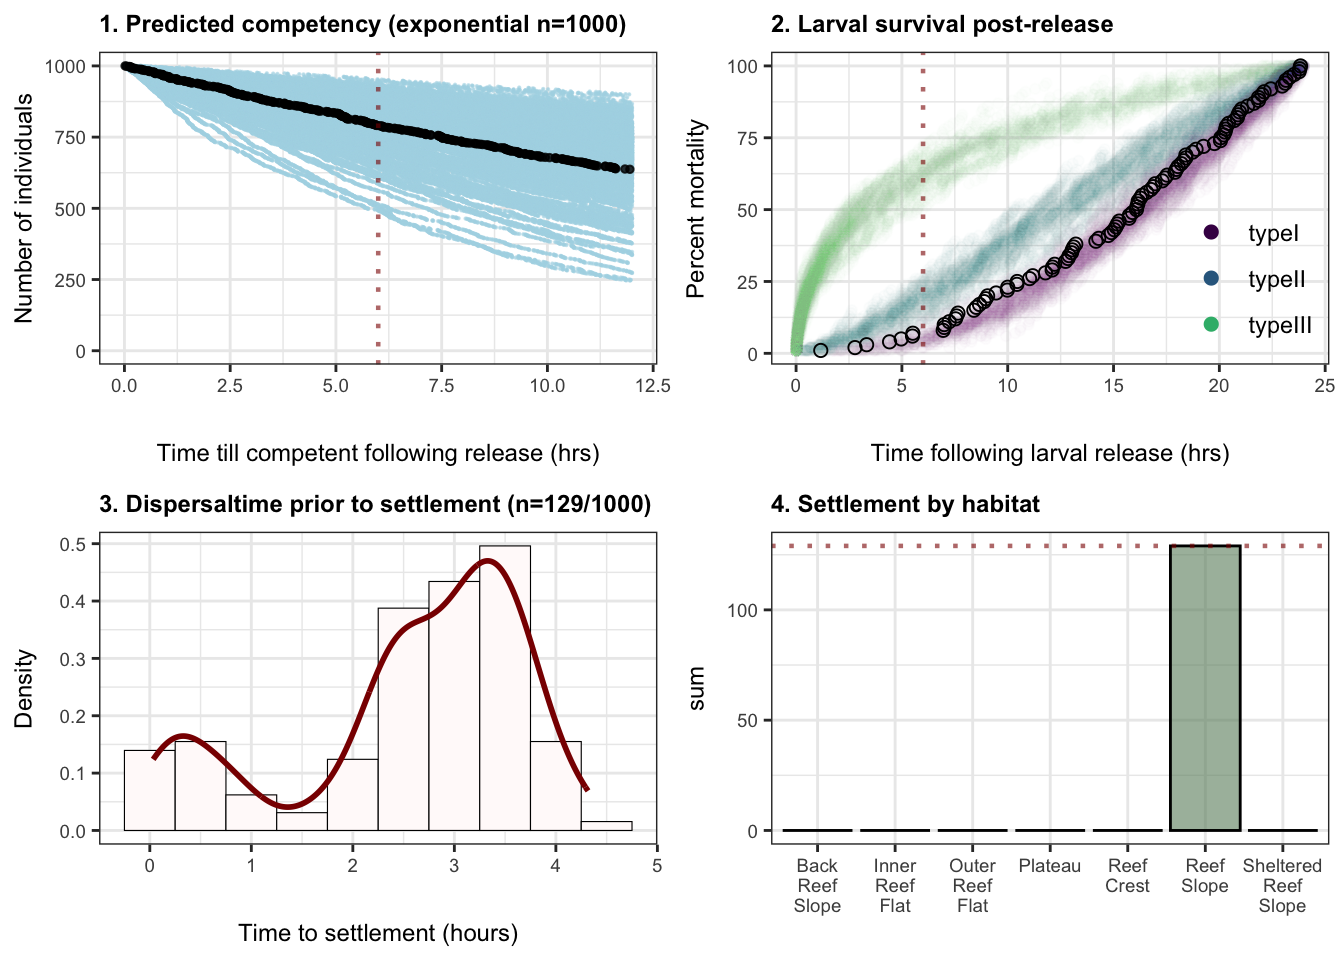 1. Predicted competency (exponential n=1000)
Number of individuals
1000
750
500
250
0
0.0 2.5 5.0 7.5 10.0 12.5
Time till competent following release (hrs)
2. Larval survival post-release
Percent mortality
100
75
50
25
0
typeI
typeII
typeIII
0 5 10 15 20 25
Time following larval release (hrs)
3. Dispersaltime prior to settlement (n=129/1000)
Density
0.5
0.4
0.3
0.2
0.1
0.0
0 1 2 3 4 5
Time to settlement (hours)
4. Settlement by habitat
sum
100
50
0
Back Reef Slope
Inner Reef Flat
Outer Reef Flat
Plateau
Reef Crest
Reef Slope
Sheltered Reef Slope